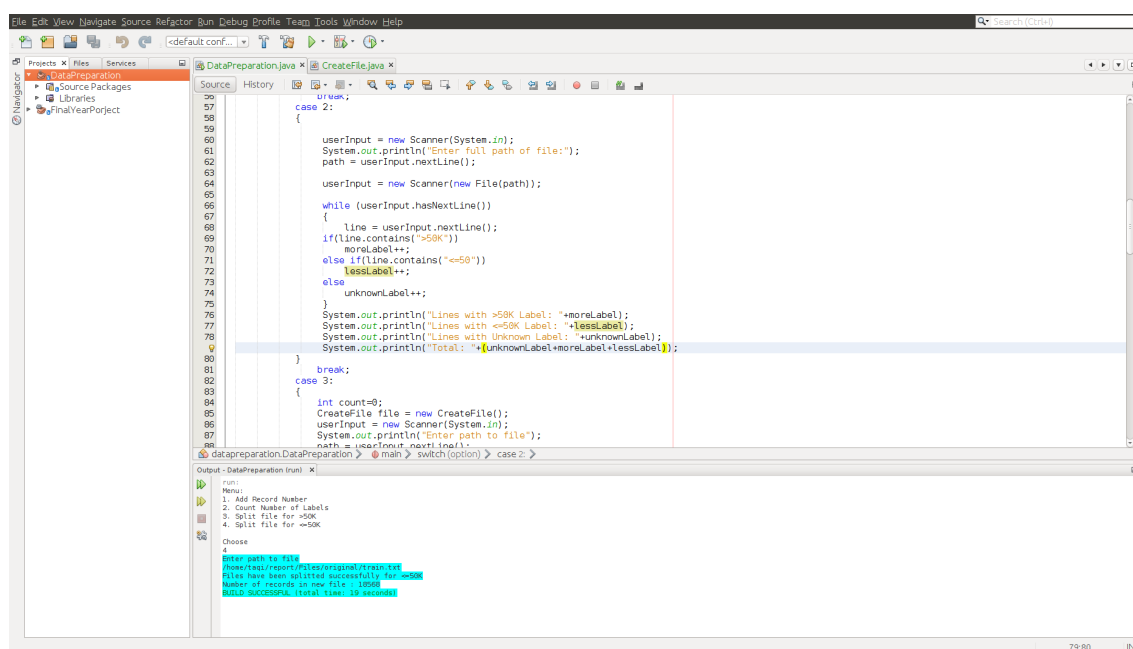 File Edit View Navigate Source Refactor Run Debug Profile Team Tools Window Help
Search (Ctrl+I)
<default conf...
Projects Files Services
Navigator
DataPreparation
Source Packages
Libraries
FinalYearPorject
DataPreparation.java CreateFile.java
Source History
56 break;
57 case 2:
58 {
59
60 userInput = new Scanner(System.in);
61 System.out.println("Enter full path of file:");
62 path = userInput.nextLine();
63
64 userInput = new Scanner(new File(path));
65
66 while (userInput.hasNextLine())
67 {
68 line = userInput.nextLine();
69 if(line.contains(">50K"))
70 moreLabel++;
71 else if(line.contains("<=50"))
72 lessLabel++;
73 else
74 unknownLabel++;
75 }
76 System.out.println("Lines with >50K Label: "+moreLabel);
77 System.out.println("Lines with <=50K Label: "+lessLabel);
78 System.out.println("Lines with Unknown Label: "+unknownLabel);
System.out.println("Total: "+(unknownLabel+moreLabel+lessLabel));
80 }
81 break;
82 case 3:
83 {
84 int count=0;
85 CreateFile file = new CreateFile();
86 userInput = new Scanner(System.in);
87 System.out.println("Enter path to file");
88 path = userInput.nextLine();
datapreparation.DataPreparation main switch (option) case 2:
Output - DataPreparation (run)
run:
Menu:
1. Add Record Number
2. Count Number of Labels
3. Split file for >50K
4. Split file for <=50K
Choose
4
Enter path to file
/home/taqi/report/Files/original/train.txt
Files have been splitted successfully for <=50K
Number of records in new file : 18560
BUILD SUCCESSFUL (total time: 19 seconds)
79:80 IN